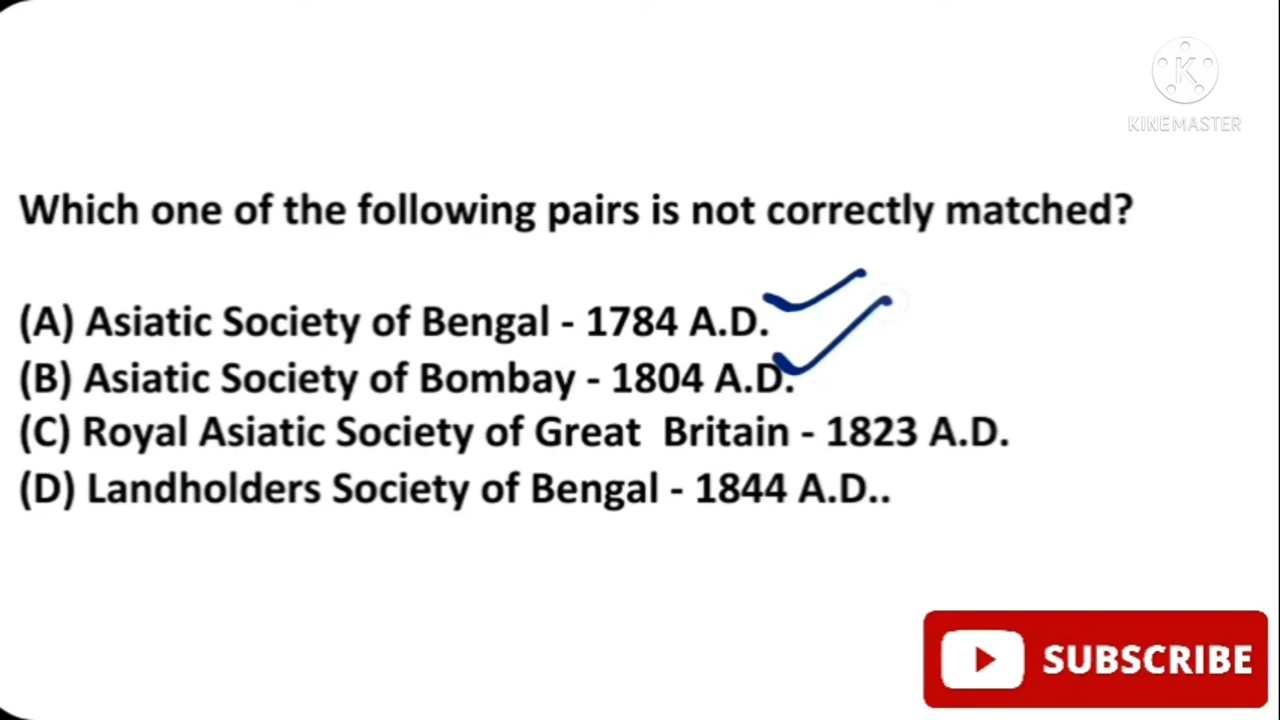 KINEMASTER
Which one of the following pairs is not correctly matched?
(A) Asiatic Society of Bengal - 1784 A.D.
(B) Asiatic Society of Bombay - 1804 A.D.
(C) Royal Asiatic Society of Great Britain - 1823 A.D.
(D) Landholders Society of Bengal - 1844 A.D..
SUBSCRIBE